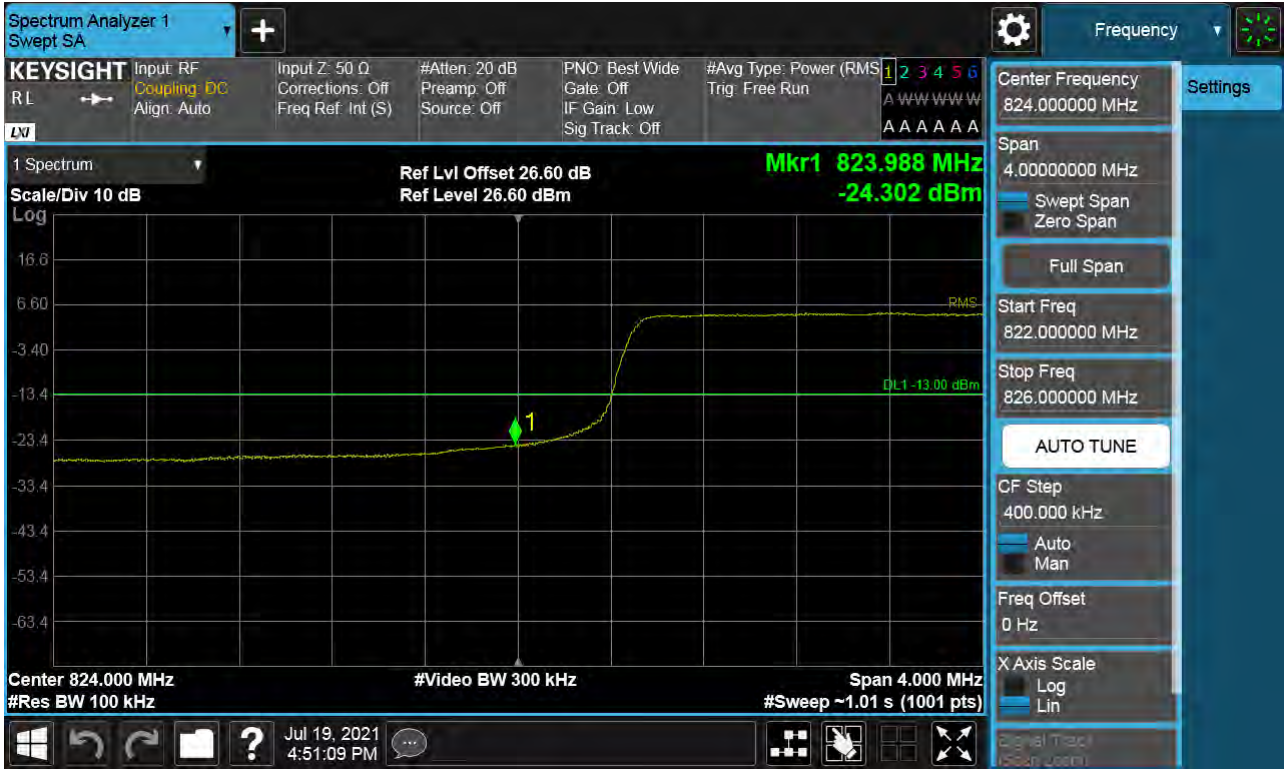 Spectrum Analyzer 1
Swept SA
+
Frequency
KEYSIGHT
RL
LXI
Input: RF
Coupling: DC
Align: Auto
Input Z: 50 Ω
Corrections: Off
Freq Ref: Int (S)
#Atten: 20 dB
Preamp: Off
Source: Off
PNO: Best Wide
Gate: Off
IF Gain: Low
Sig Track: Off
#Avg Type: Power (RMS
Trig: Free Run
1 2 3 4 5 6
A W W W W W
A A A A A A
1 Spectrum
Scale/Div 10 dB
Log
Ref Lvl Offset 26.60 dB
Ref Level 26.60 dBm
Mkr1 823.988 MHz
-24.302 dBm
16.6
6.60
-3.40
-13.4
-23.4
-33.4
-43.4
-53.4
-63.4
RMS
DL1 -13.00 dBm
1
Center 824.000 MHz
#Res BW 100 kHz
#Video BW 300 kHz
Span 4.000 MHz
#Sweep ~1.01 s (1001 pts)
?
Jul 19, 2021
4:51:09 PM
Center Frequency
824.000000 MHz
Span
4.00000000 MHz
Swept Span
Zero Span
Full Span
Start Freq
822.000000 MHz
Stop Freq
826.000000 MHz
AUTO TUNE
CF Step
400.000 kHz
Auto
Man
Freq Offset
0 Hz
X Axis Scale
Log
Lin
Signal Track
(Span Zoom)
Settings